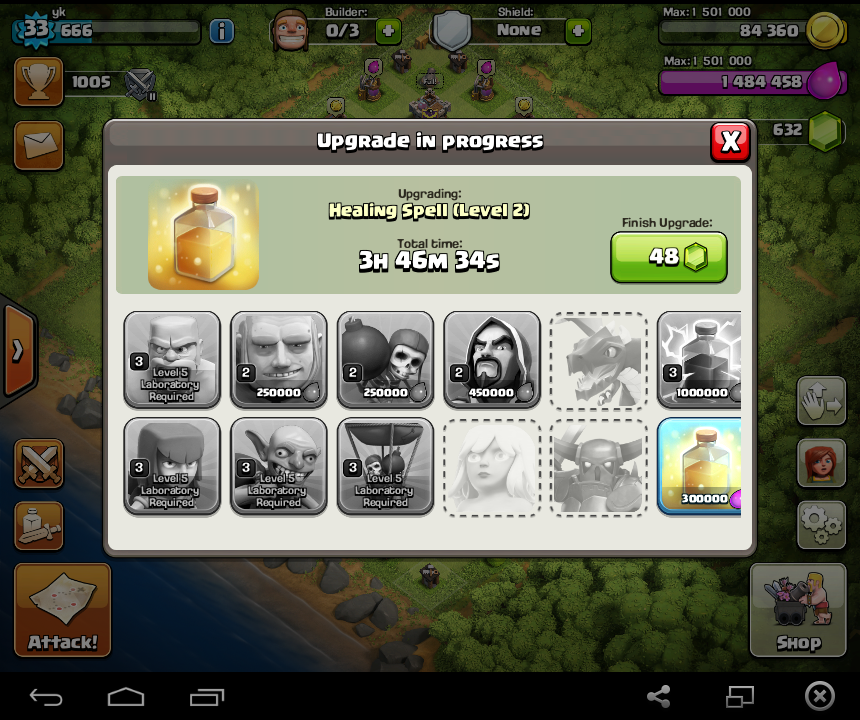 yk
33
666
Builder:
0/3
Shield:
None
Max: 1 501 000
84 360
1005
Max: 1 501 000
1 484 458
632
Upgrade in progress
X
Upgrading:
Healing Spell (Level 2)
Total time:
3h 46m 34s
Finish Upgrade:
48
3
Level 5
Laboratory
Required
2
250000
2
250000
2
450000
3
1000000
3
Level 5
Laboratory
Required
3
Level 5
Laboratory
Required
3
Level 5
Laboratory
Required
300000
Attack!
Shop